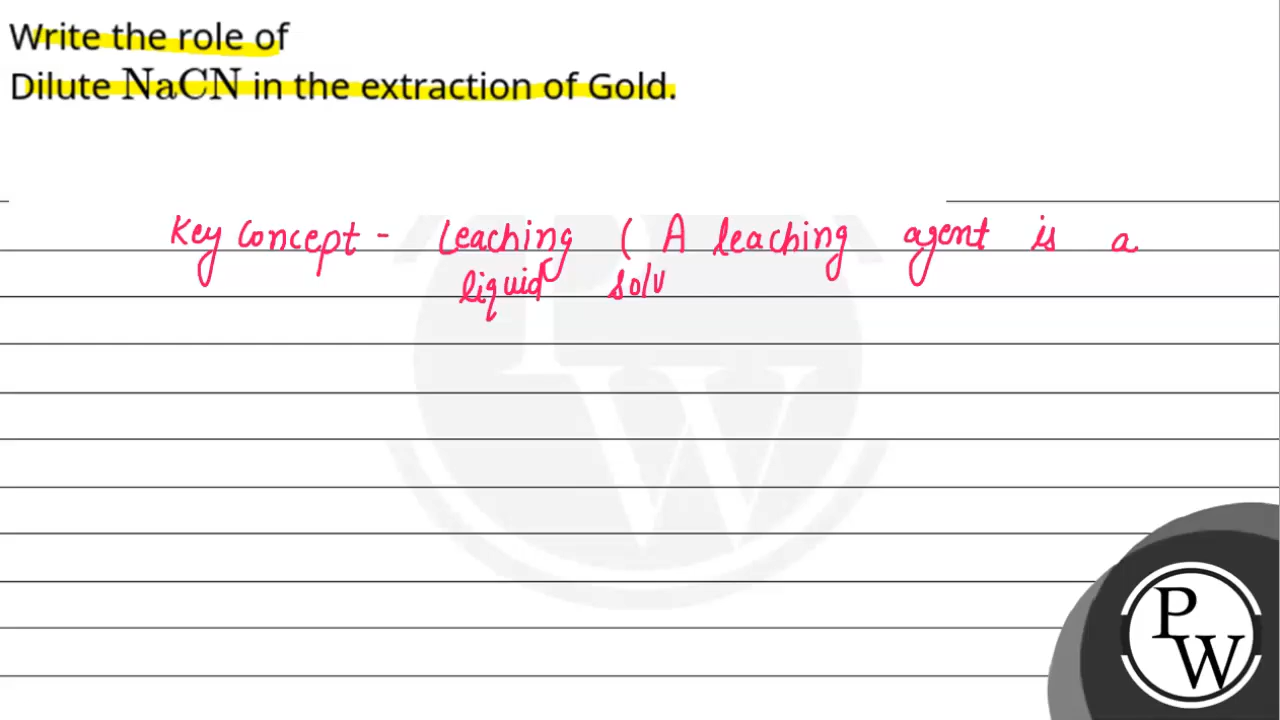 Write the role of
Dilute NaCN in the extraction of Gold.
Key Concept - Leaching ( A leaching agent is a
liquid solv
P
W